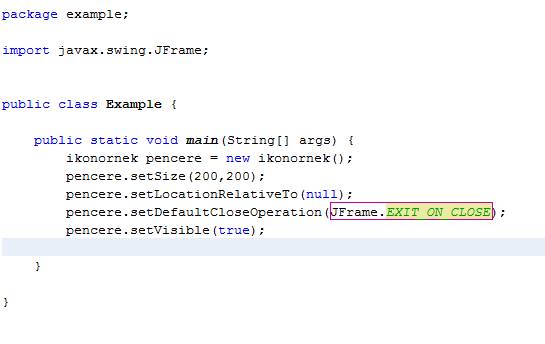 package example;
import javax.swing.JFrame;
public class Example {
public static void main(String[] args) {
ikonornek pencere = new ikonornek();
pencere.setSize(200,200);
pencere.setLocationRelativeTo(null);
pencere.setDefaultCloseOperation(JFrame.EXIT_ON_CLOSE);
pencere.setVisible(true);
}
}